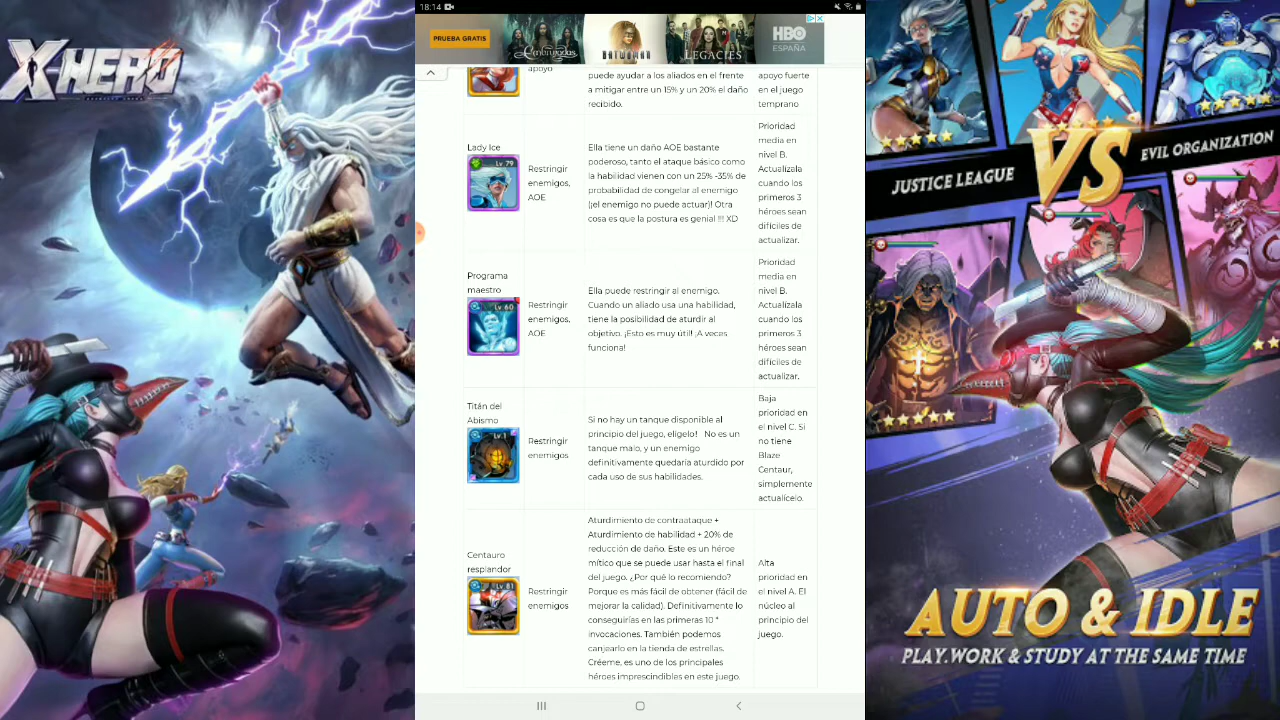 18:14
X-HERO
PRUEBA GRATIS
Embrujadas
BATWOMAN
LEGACIES
HBO
ESPAÑA
apoyo
puede ayudar a los aliados en el frente
a mitigar entre un 15% y un 20% el daño
recibido.
apoyo fuerte
en el juego
temprano
Lady Ice
Lv 79
Restringir
enemigos,
AOE
Ella tiene un daño AOE bastante
poderoso, tanto el ataque básico como
la habilidad vienen con un 25% -35% de
probabilidad de congelar al enemigo
(¡el enemigo no puede actuar)! Otra
cosa es que la postura es genial !!! XD
Prioridad
media en
nivel B.
Actualízala
cuando los
primeros 3
héroes sean
difíciles de
actualizar.
Programa
maestro
Lv 60
Restringir
enemigos,
AOE
Ella puede restringir al enemigo.
Cuando un aliado usa una habilidad,
tiene la posibilidad de aturdir al
objetivo. ¡Esto es muy útil! ¡A veces
funciona!
Prioridad
media en
nivel B.
Actualízala
cuando los
primeros 3
héroes sean
difíciles de
actualizar.
Titán del
Abismo
Lv.1
Restringir
enemigos
Si no hay un tanque disponible al
principio del juego, elígelo! No es un
tanque malo, y un enemigo
definitivamente quedaría aturdido por
cada uso de sus habilidades.
Baja
prioridad en
el nivel C. Si
no tiene
Blaze
Centaur,
simplemente
actualícelo.
Centauro
resplandor
Lv 81
Restringir
enemigos
Aturdimiento de contraataque +
Aturdimiento de habilidad + 20% de
reducción de daño. Este es un héroe
mítico que se puede usar hasta el final
del juego. ¿Por qué lo recomiendo?
Porque es más fácil de obtener (fácil de
mejorar la calidad). Definitivamente lo
conseguirías en las primeras 10 *
invocaciones. También podemos
canjearlo en la tienda de estrellas.
Créeme, es uno de los principales
héroes imprescindibles en este juego.
Alta
prioridad en
el nivel A. El
núcleo al
principio del
juego.
JUSTICE LEAGUE
VS
EVIL ORGANIZATION
AUTO & IDLE
PLAY.WORK & STUDY AT THE SAME TIME